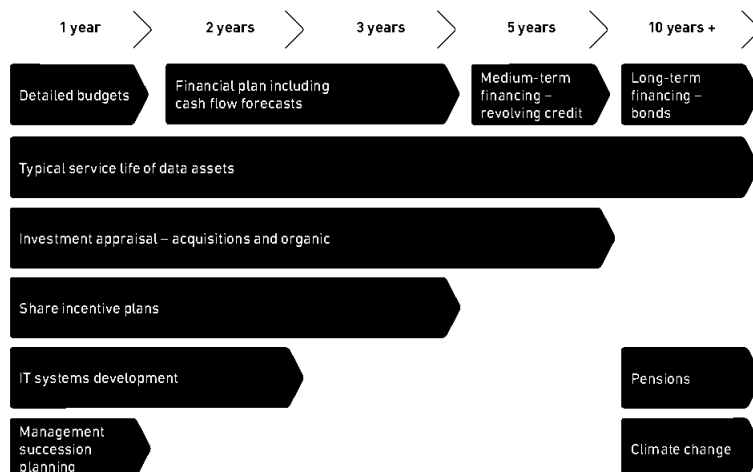 1 year
2 years
3 years
5 years
10 years +
Detailed budgets
Financial plan including
cash flow forecasts
Medium-term
financing –
revolving credit
Long-term
financing –
bonds
Typical service life of data assets
Investment appraisal – acquisitions and organic
Share incentive plans
IT systems development
Pensions
Management
succession
planning
Climate change